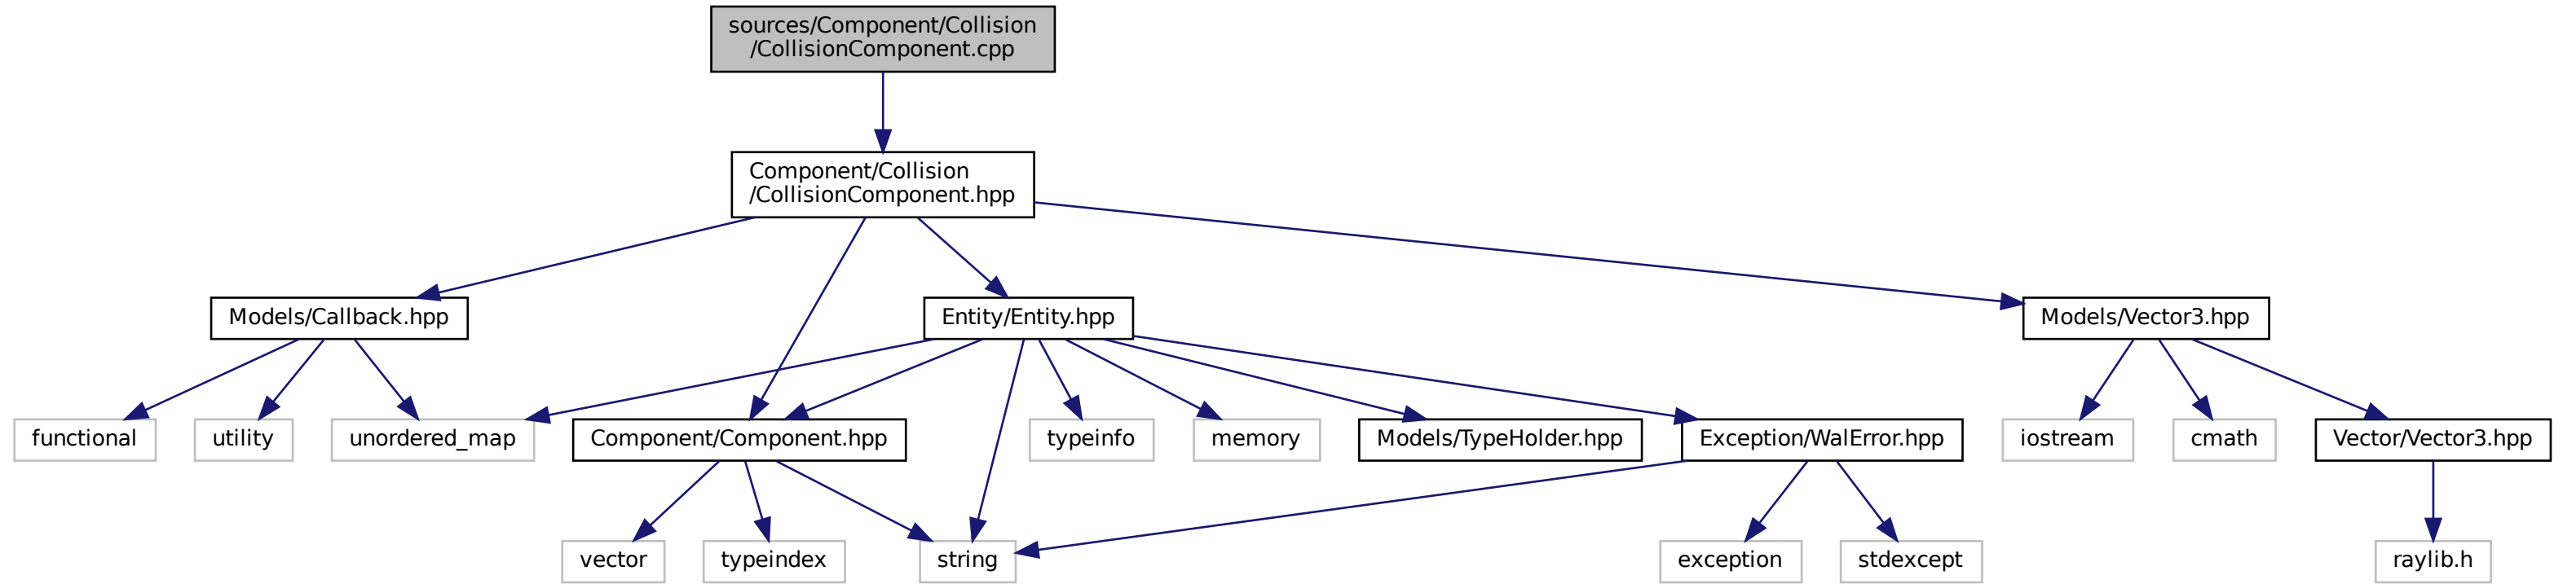 sources/Component/Collision
/CollisionComponent.cpp
Component/Collision
/CollisionComponent.hpp
Models/Callback.hpp
Entity/Entity.hpp
Models/Vector3.hpp
functional
utility
unordered_map
Component/Component.hpp
typeinfo
memory
Models/TypeHolder.hpp
Exception/WalError.hpp
iostream
cmath
Vector/Vector3.hpp
vector
typeindex
string
exception
stdexcept
raylib.h